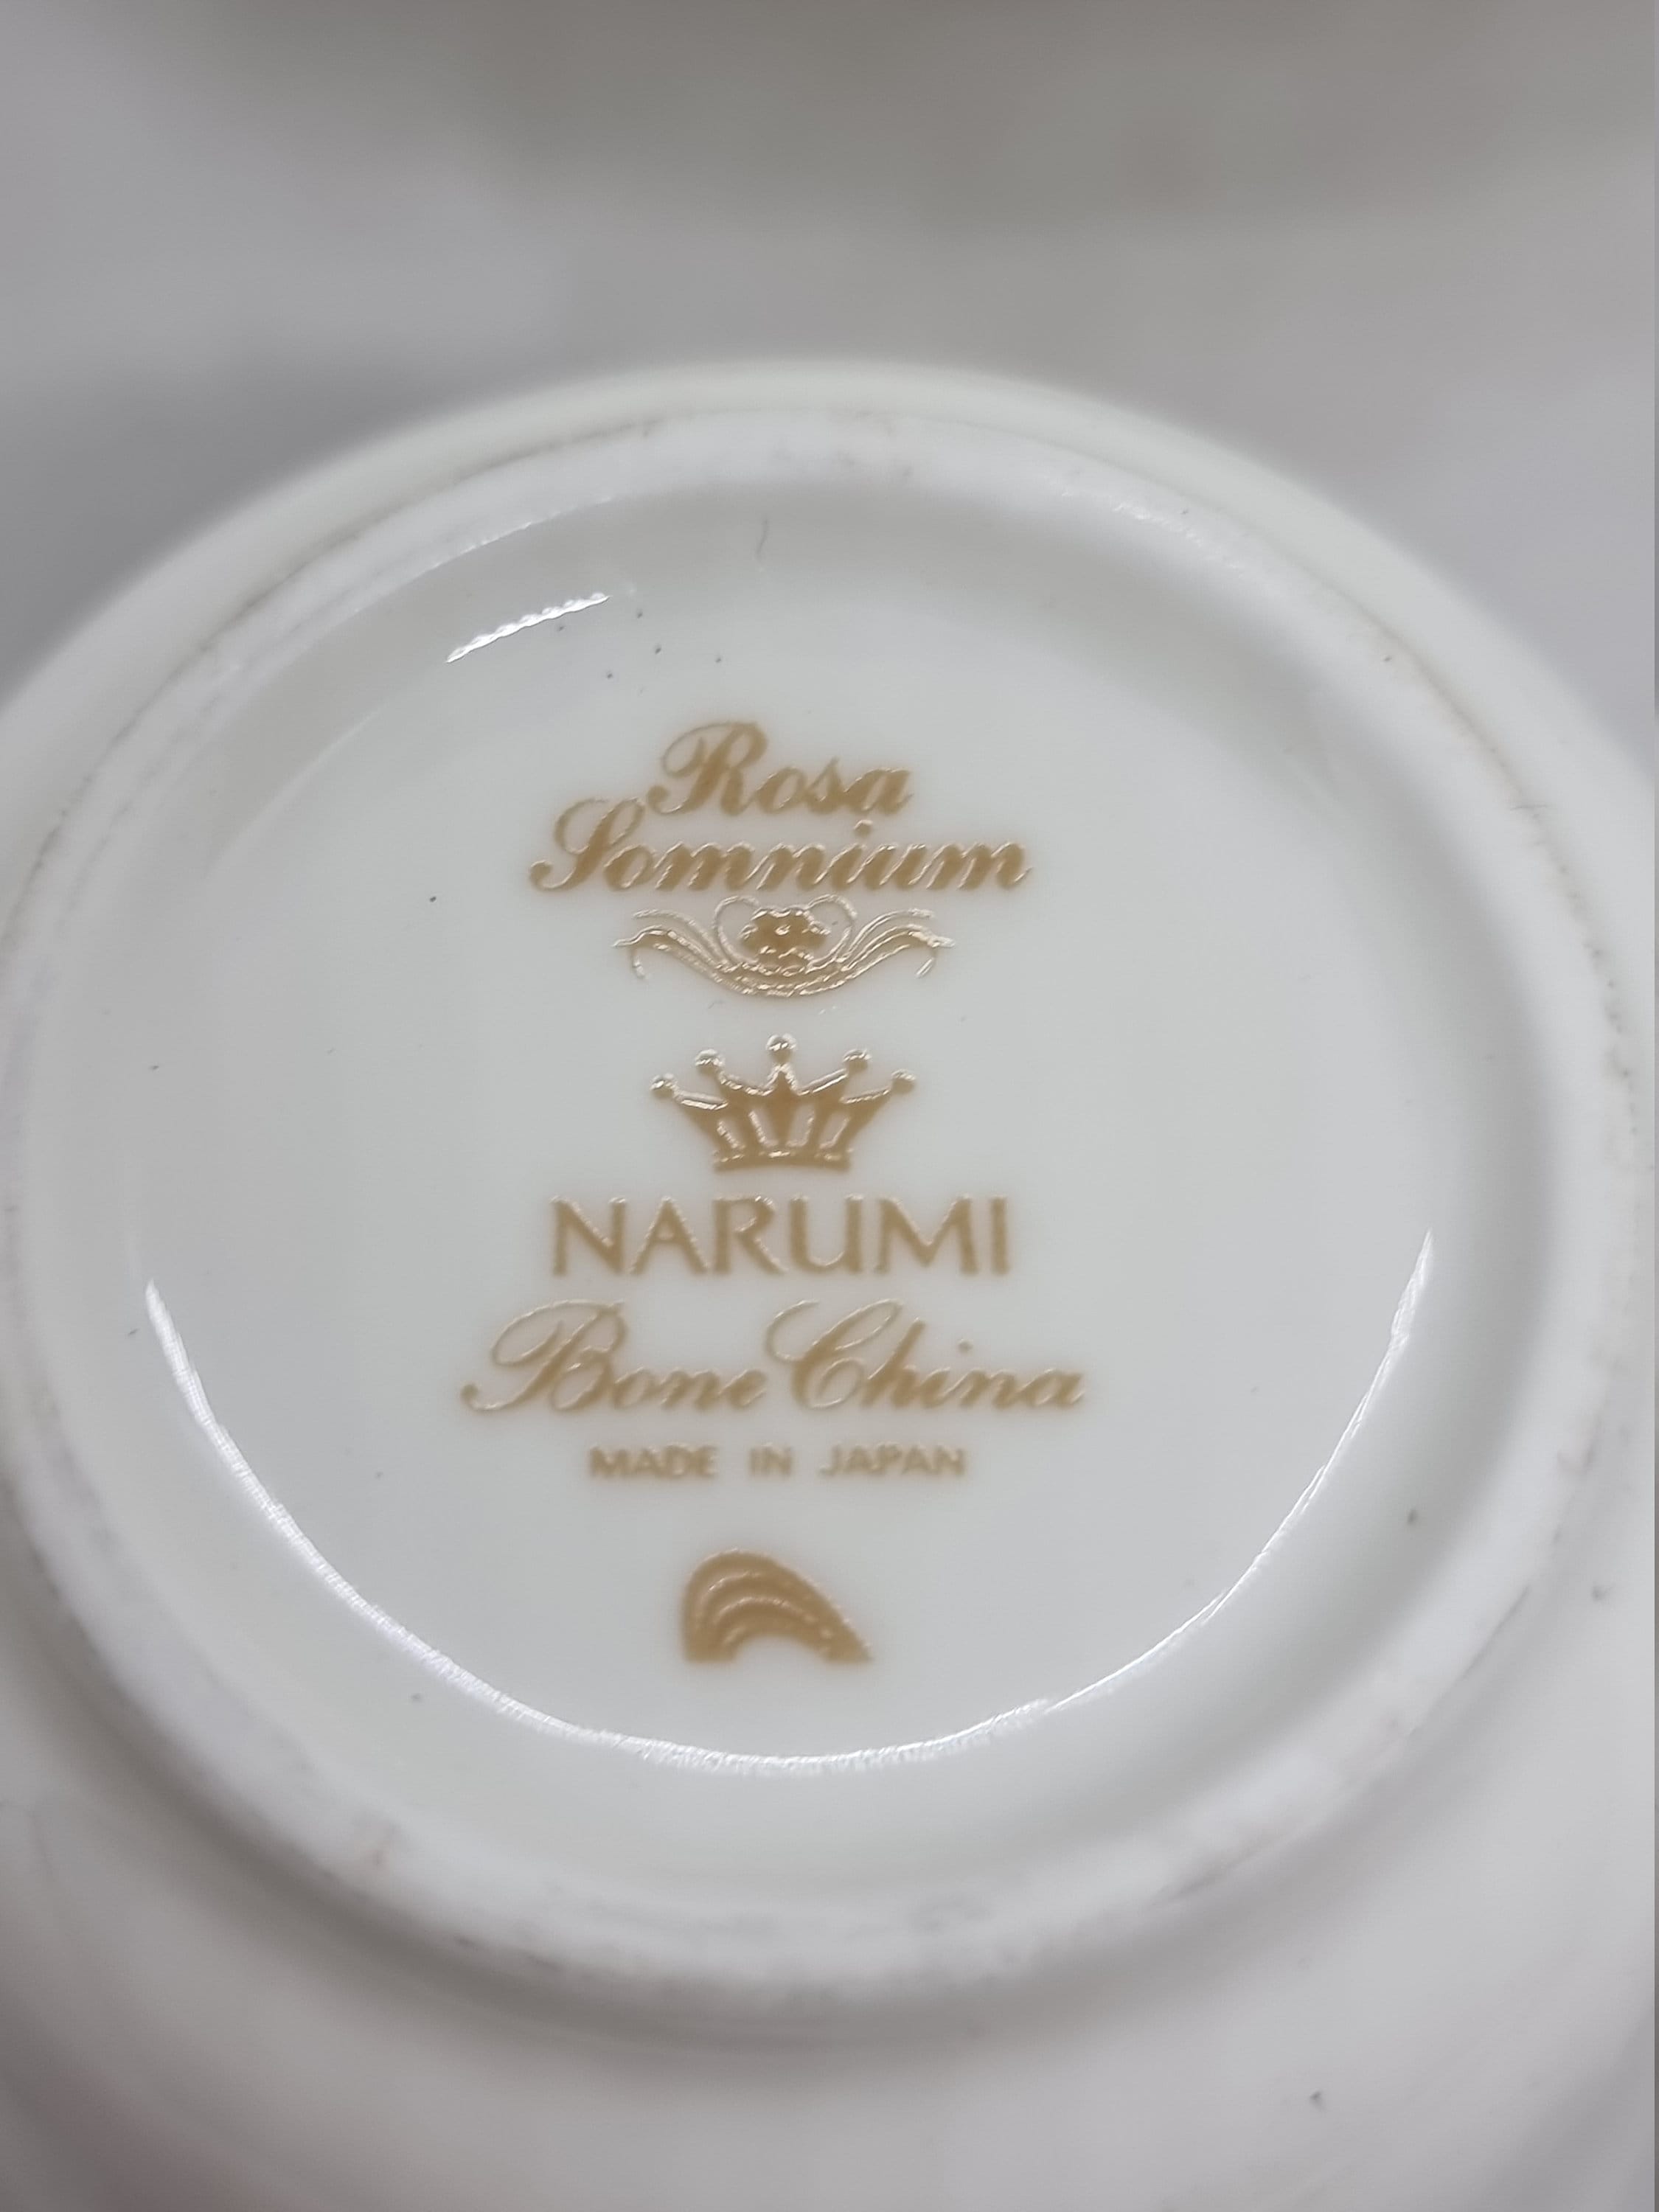 Rosa
Somnium
NARUMI
Bone China
MADE IN JAPAN